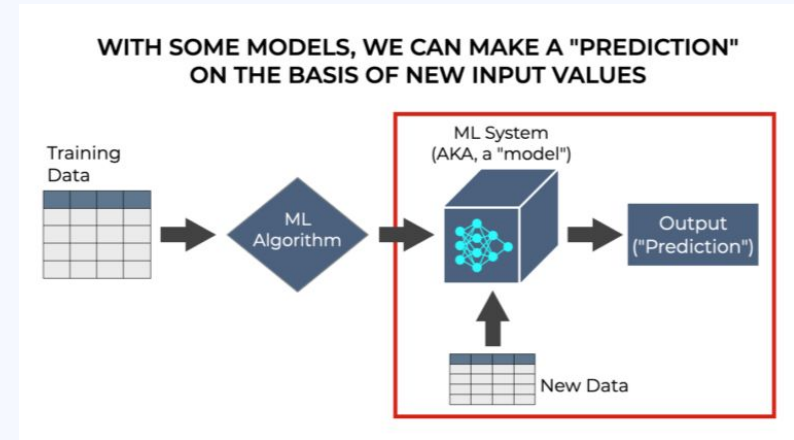 WITH SOME MODELS, WE CAN MAKE A "PREDICTION"
ON THE BASIS OF NEW INPUT VALUES
Training
Data
ML
Algorithm
ML System
(AKA, a "model")
Output
("Prediction")
New Data